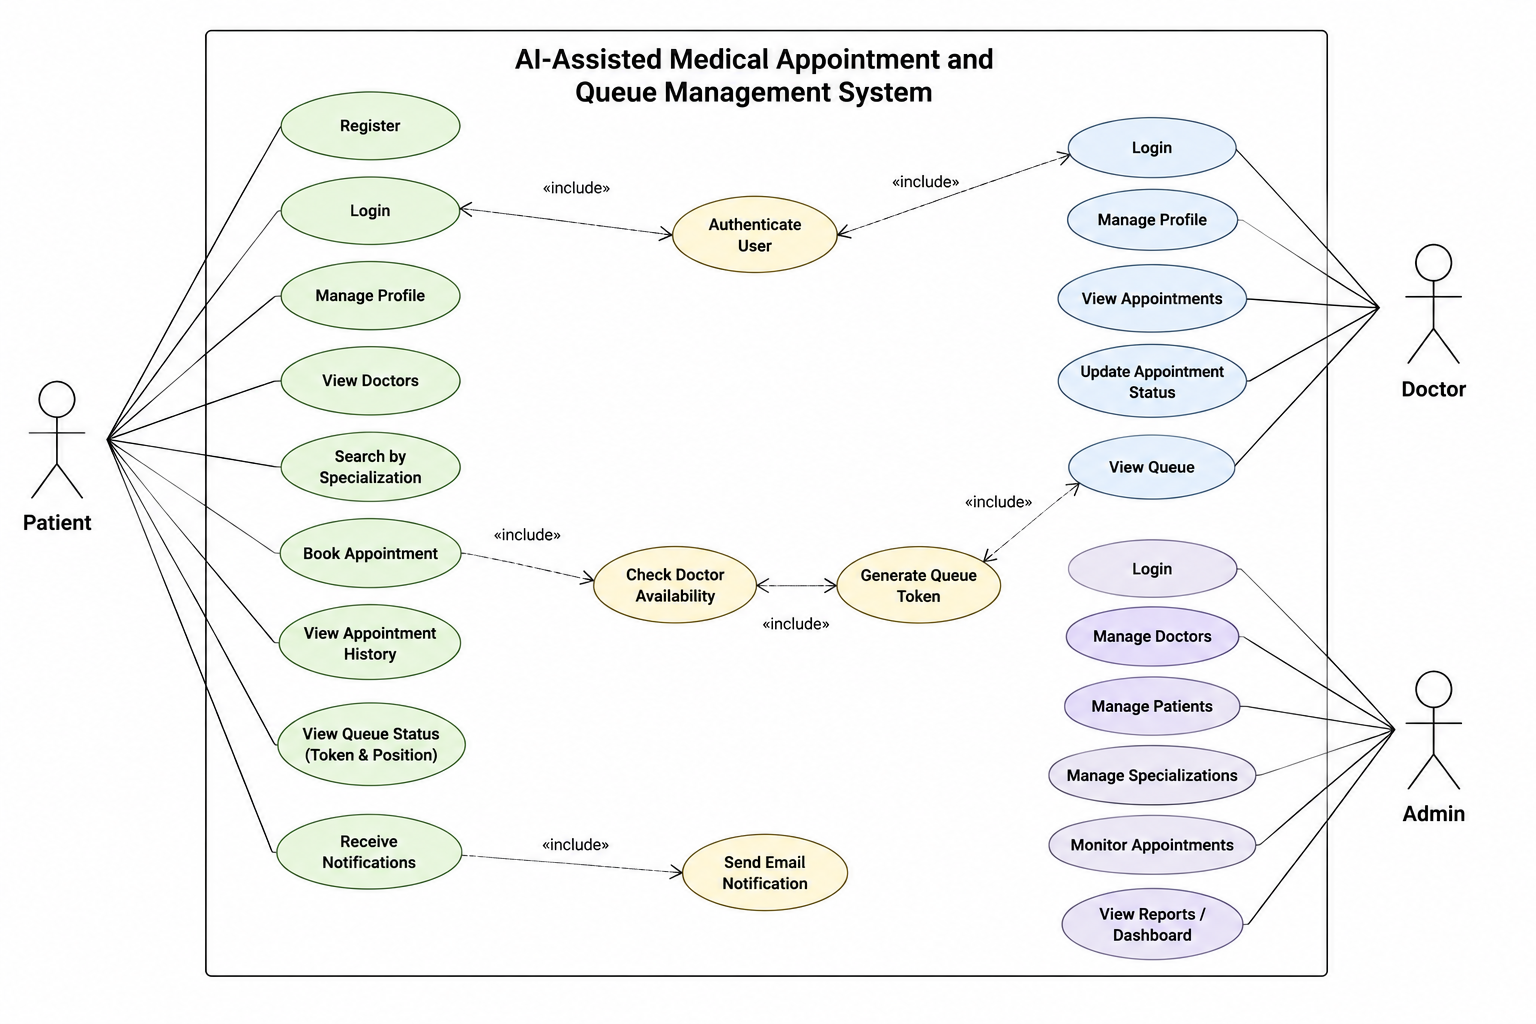 AI-Assisted Medical Appointment and
Queue Management System
Register
Login
Manage Profile
View Doctors
Search by
Specialization
Book Appointment
View Appointment
History
View Queue Status
(Token & Position)
Receive
Notifications
Patient
«include»
«include»
Authenticate
User
«include»
Check Doctor
Availability
«include»
Generate Queue
Token
«include»
«include»
Send Email
Notification
Login
Manage Profile
View Appointments
Update Appointment
Status
View Queue
Doctor
Login
Manage Doctors
Manage Patients
Manage Specializations
Monitor Appointments
View Reports /
Dashboard
Admin